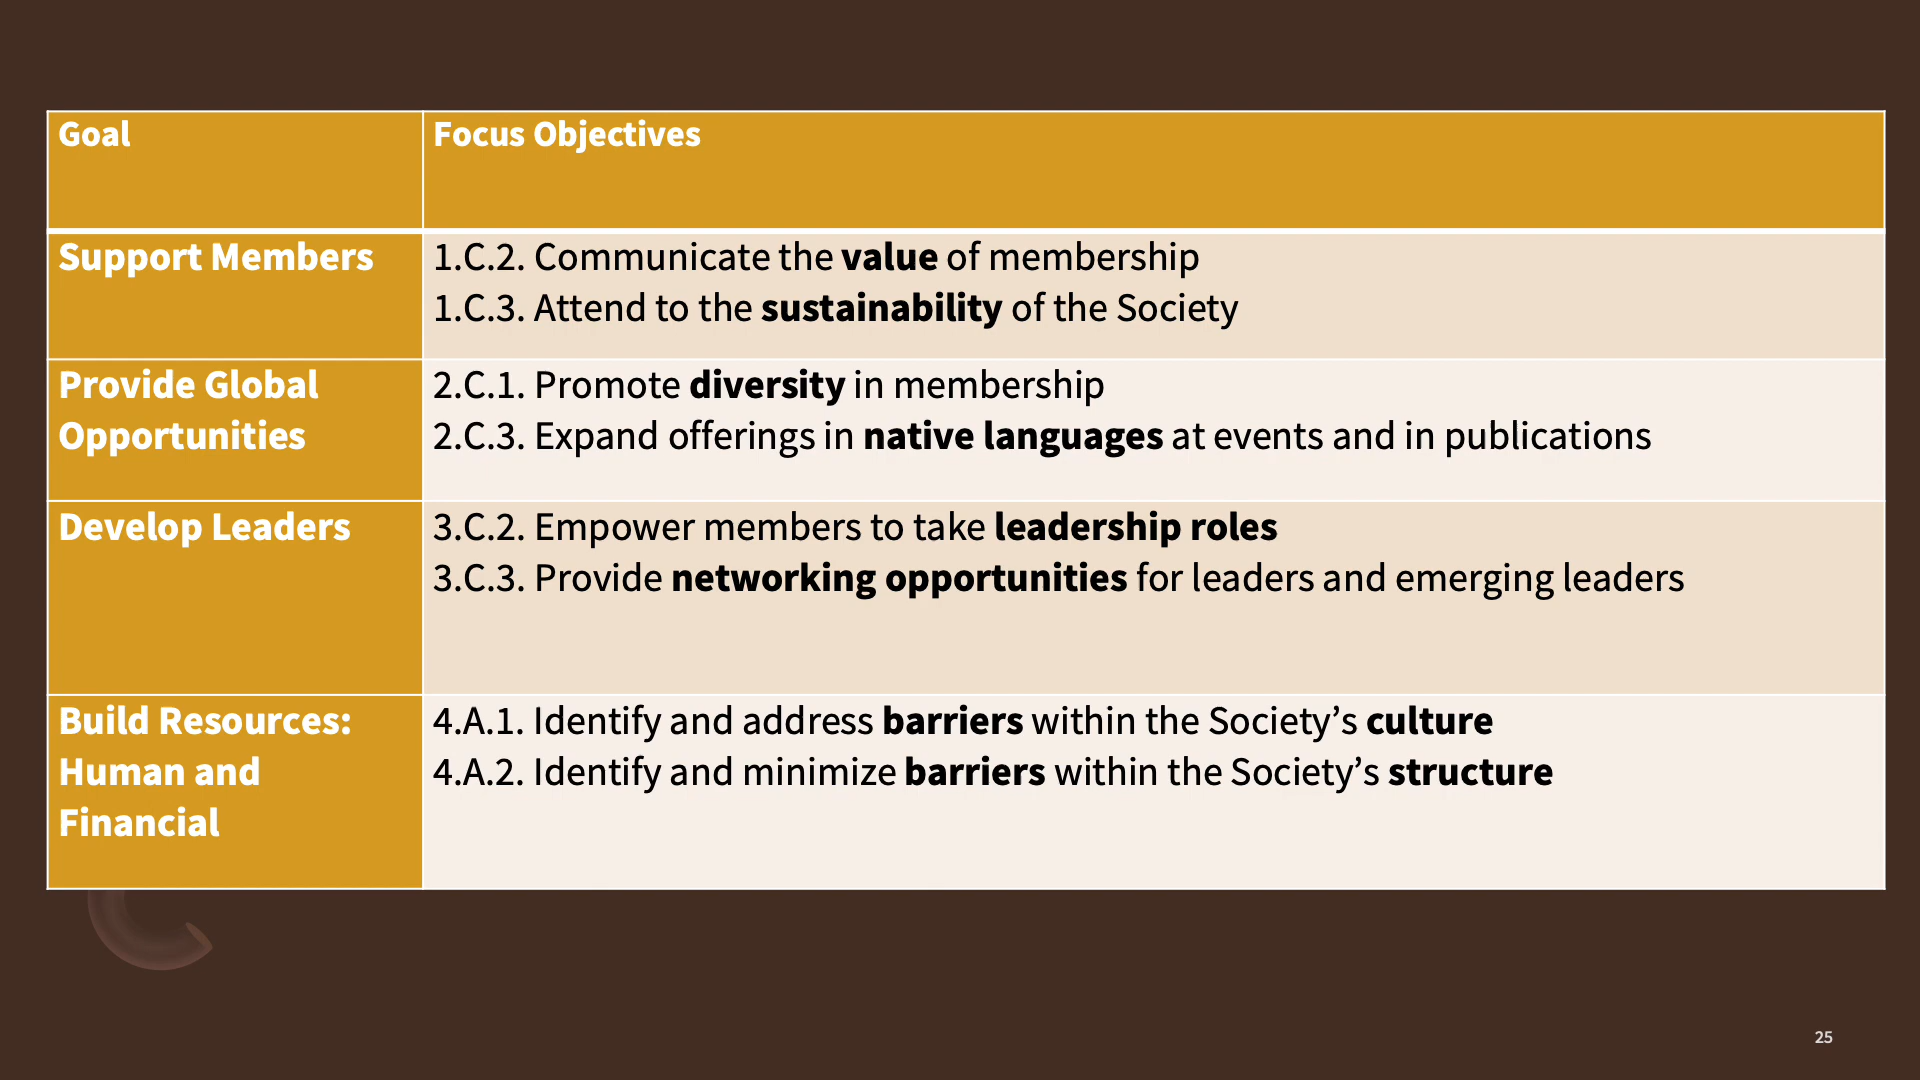 Goal
Focus Objectives
Support Members
1.C.2. Communicate the value of membership
1.C.3. Attend to the sustainability of the Society
Provide Global
Opportunities
2.C.1. Promote diversity in membership
2.C.3. Expand offerings in native languages at events and in publications
Develop Leaders
3.C.2. Empower members to take leadership roles
3.C.3. Provide networking opportunities for leaders and emerging leaders
Build Resources:
Human and
Financial
4.A.1. Identify and address barriers within the Society’s culture
4.A.2. Identify and minimize barriers within the Society’s structure
25